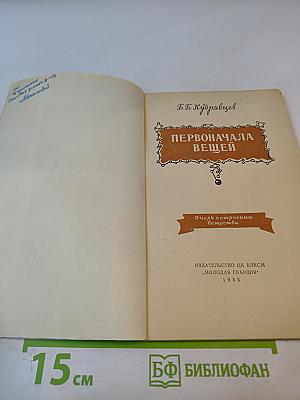 Б.Б.Кудрявцев
ПЕРВОНАЧАЛА
ВЕЩЕЙ
Очерк о строении
вещества
ИЗДАТЕЛЬСТВО ЦК ВЛКСМ
„МОЛОДАЯ ГВАРДИЯ“
1955
15 см
БФ БИБЛИОФАН